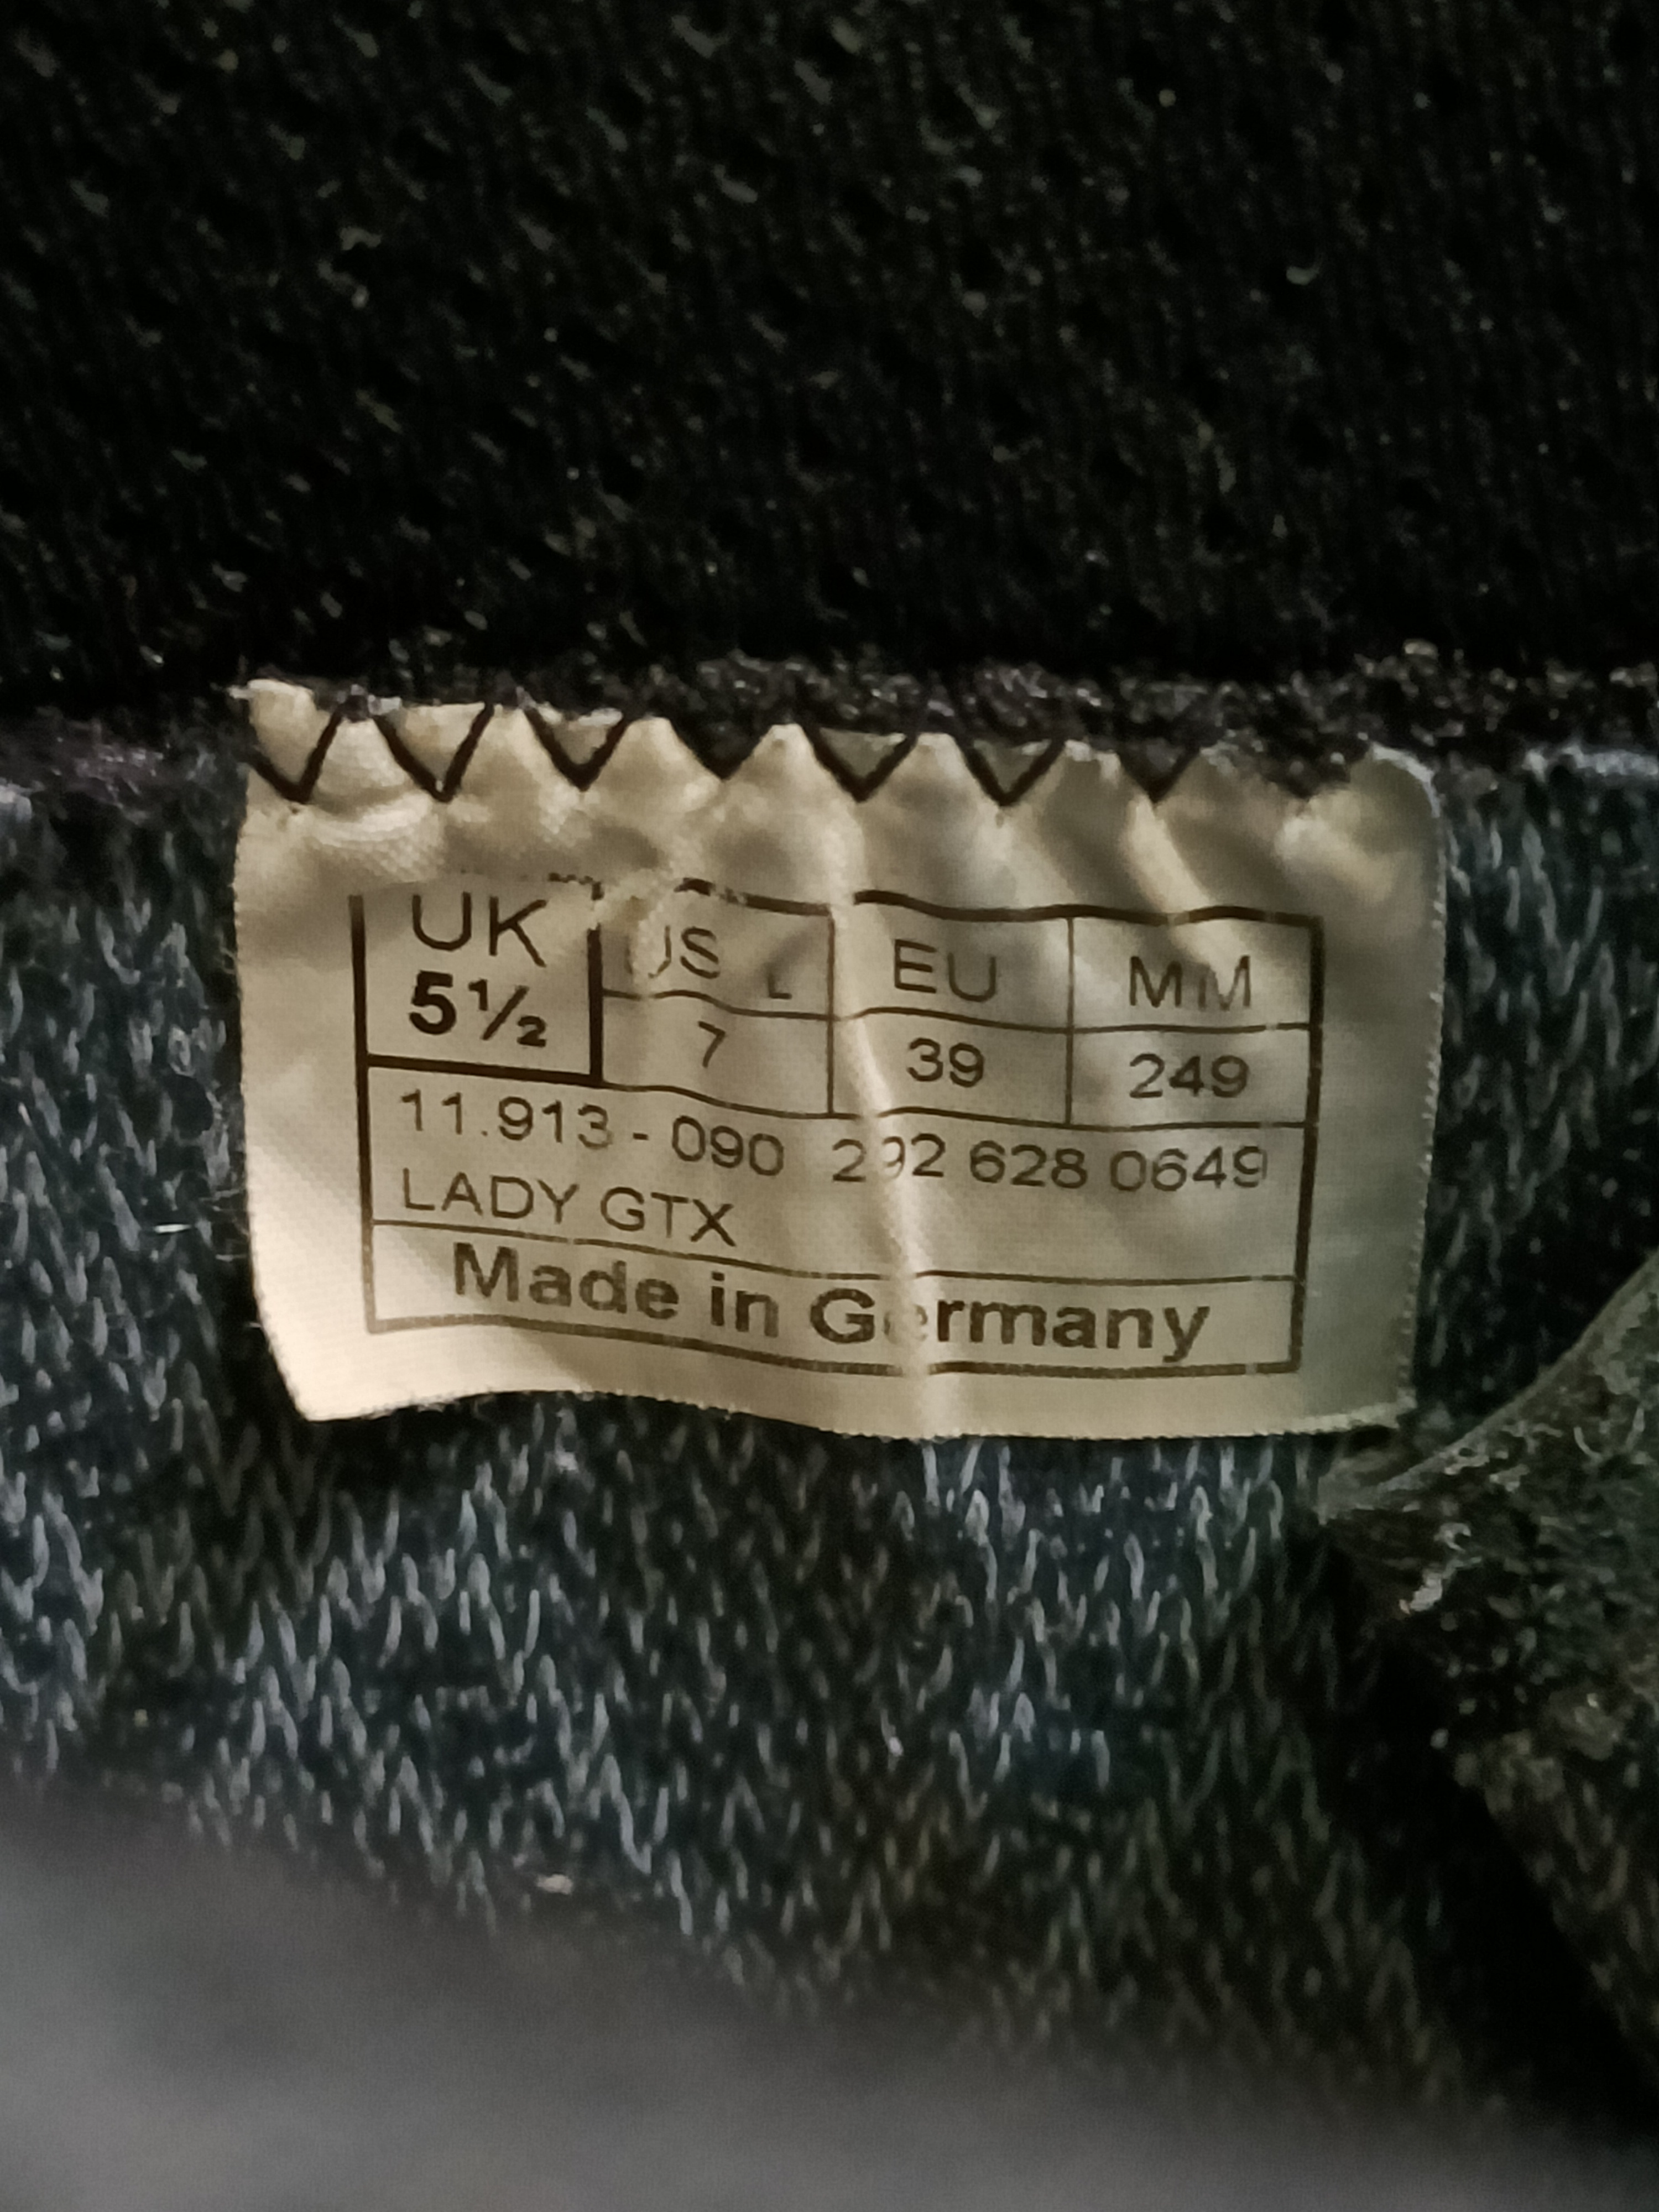 UK US L EU MM
5½ 7 39 249
11.913 - 090 292 628 0649
LADY GTX
Made in Germany